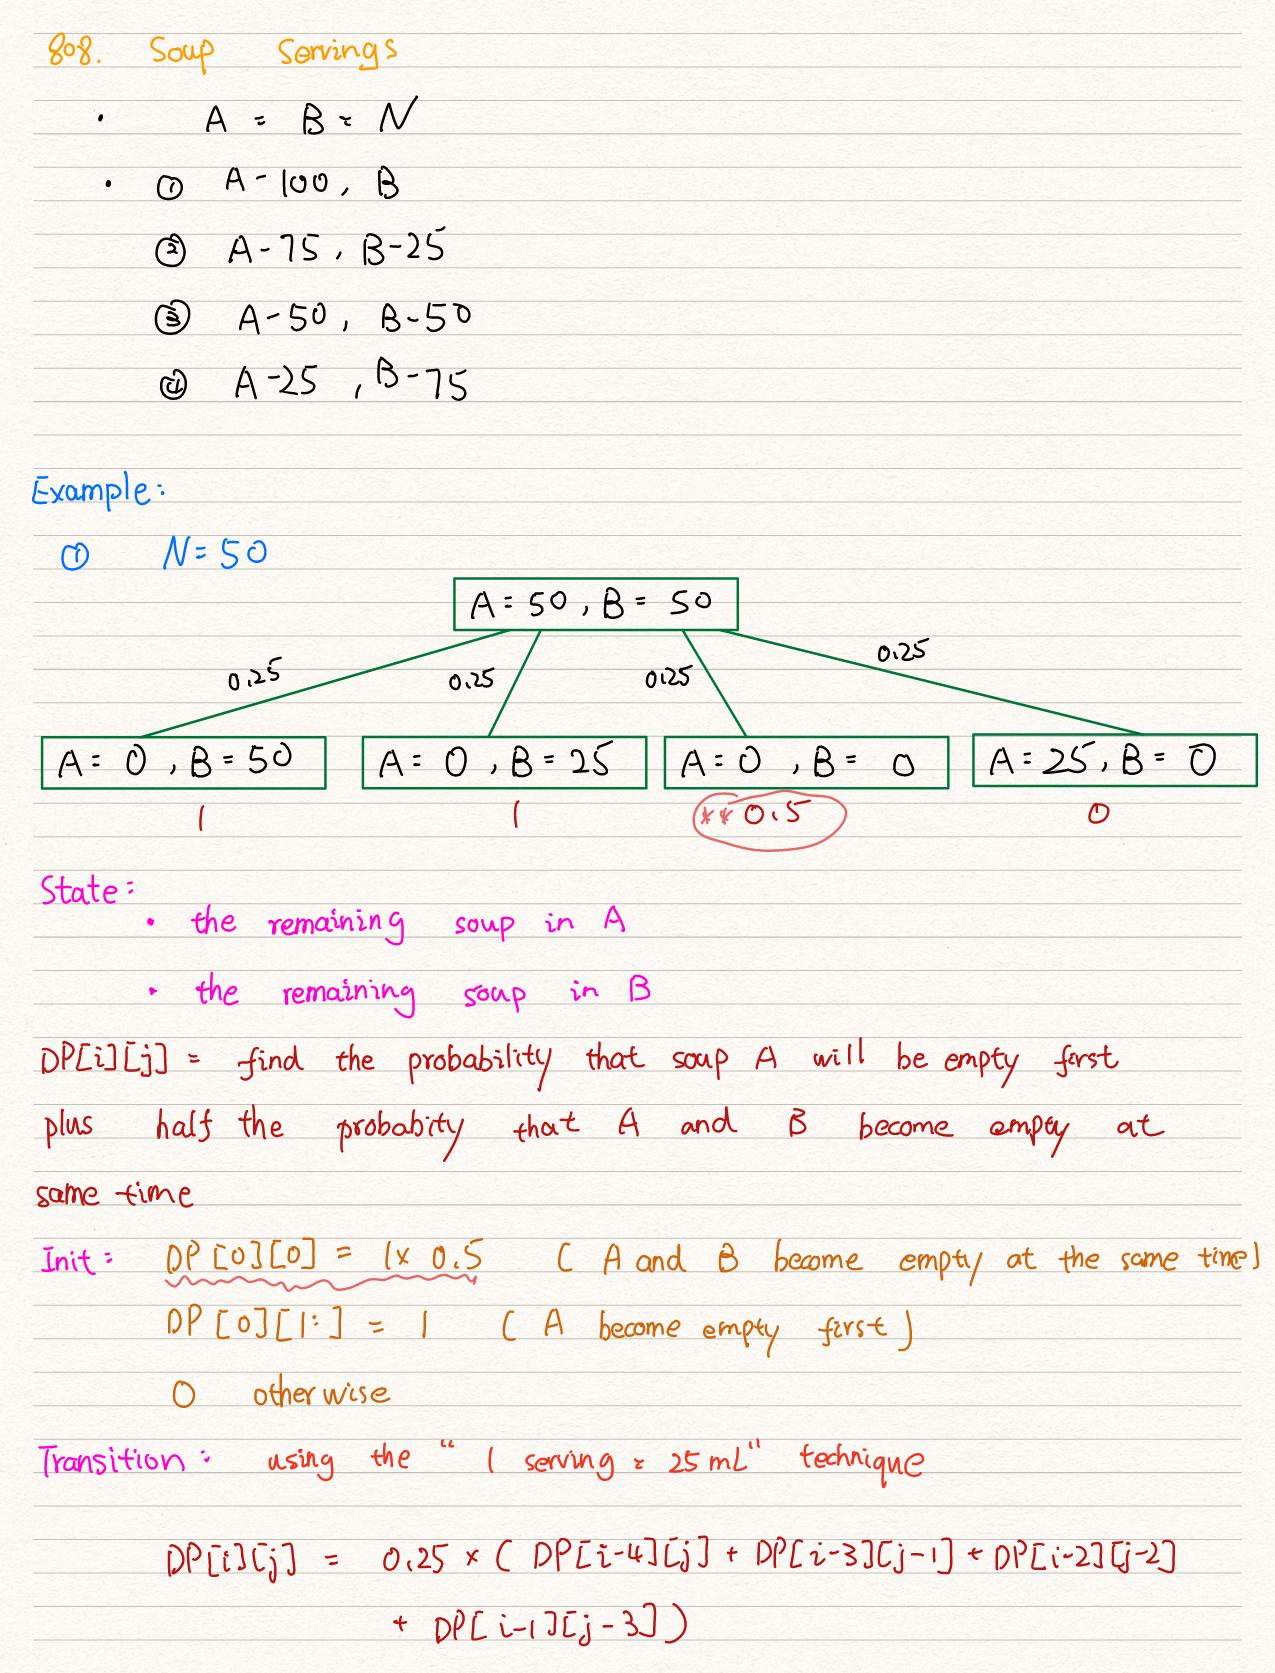 808. Soup Servings
· A = B = N
· ① A-100, B
② A-75, B-25
③ A-50, B-50
④ A-25, B-75
Example:
① N=50
A=50, B=50
0.25 0.25 0.25 0.25
A=0, B=50 A=0, B=25 A=0, B=0 A=25, B=0
1 1 **0.5 0
State:
· the remaining soup in A
· the remaining soup in B
DP[i][j] = find the probability that soup A will be empty first
plus half the probabity that A and B become empty at
same time
Init: DP[0][0] = 1x 0.5 ( A and B become empty at the same time)
DP[0][1:] = 1 ( A become empty first)
0 otherwise
Transition: using the “1 serving = 25mL” technique
DP[i][j] = 0.25 x ( DP[i-4][j] + DP[i-3][j-1] + DP[i-2][j-2]
+ DP[i-1][j-3])